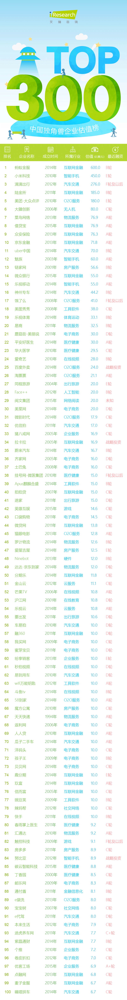 iResearch
艾瑞咨询
TOP
300
中国独角兽企业估值榜
排名 企业名称 成立时间 所属行业 估值(亿美元) 最近融资
1 蚂蚁金服 2014年 互联网金融 600.0 B轮
2 小米科技 2010年 智能手机 450.0 E轮
3 滴滴出行 2012年 汽车交通 276.0 F轮及以后
4 陆金所 2011年 互联网金融 185.0 B轮
5 美团-大众点评 2010年 O2O服务 180.0 E轮
6 大疆创新 2006年 无人机 80.0 C轮
7 菜鸟网络 2013年 物流服务 76.9 A轮
8 借贷宝 2015年 互联网金融 76.9 A轮
9 众安保险 2013年 互联网金融 76.3 A轮
10 京东金融 2013年 互联网金融 71.8 A轮
11 uber中国 2014年 汽车交通 70.0 B轮
12 魅族 2003年 智能手机 60.0 A轮
13 链家网 2001年 房产服务 56.6 B轮
14 微众银行 2015年 互联网金融 55.0 A轮
15 乐视移动 2014年 智能手机 55.0 A轮
16 神州专车 2014年 汽车交通 44.2 B轮
17 饿了么 2008年 O2O服务 41.0 F轮及以后
18 美图秀秀 2008年 工具软件 38.0 C轮
19 乐视体育 2014年 体育运动 33.1 B轮
20 易商 2011年 物流服务 32.5 B轮
21 蘑菇街-美丽说 2011年 电子商务 30.0 D轮
22 平安好医生 2014年 医疗健康 30.0 A轮
23 华大医学 2010年 医疗健康 29.5 C轮
24 爱奇艺 2010年 在线视频 28.0 B轮
25 百度外卖 2014年 O2O服务 24.0 战略投资
26 淘票票 2014年 O2O服务 21.1 A轮
27 同程旅游 2004年 出行旅游 20.0 E轮
28 Face++ 2012年 人工智能 20.0 B轮
29 阅文集团 2015年 网络阅读 20.0 未知
30 美菜网 2014年 电子商务 20.0 D轮
31 微影时代 2014年 O2O服务 17.9 C轮
32 优信拍 2011年 汽车交通 17.0 C轮
33 猪八戒网 2005年 企业服务 16.9 C轮
34 拉卡拉 2005年 互联网金融 16.9 战略投资
35 蔚来汽车 2014年 汽车交通 16.7 B轮
36 齐家网 2005年 电子商务 16.0 D轮
37 土巴兔 2008年 电子商务 16.0 C轮
38 挂号网-微医集团 2010年 医疗健康 15.0 F轮及以后
39 Apus麒麟合盛 2014年 工具软件 15.0 B轮
40 拍拍贷 2007年 互联网金融 15.0 C轮
41 途家 2011年 出行旅游 15.0 D轮
42 英雄互娱 2015年 游戏 14.6 C轮
43 口袋购物 2011年 电子商务 14.5 C轮
44 微贷网 2011年 互联网金融 13.8 C轮
45 猫眼电影 2013年 O2O服务 12.8 A轮
46 罗计物流 2014年 物流服务 12.6 B轮
47 爱屋吉屋 2014年 房产服务 12.5 E轮
48 Ninebot 2013年 硬件 12.0 B轮
49 达达-京东到家 2014年 物流服务 12.0 D轮
50 分期乐 2014年 互联网金融 11.8 C轮
51 金山云 2012年 云服务 11.1 C轮
52 芒果TV 2006年 在线视频 10.8 A轮
53 沪江网 2001年 在线教育 10.8 D轮
54 乐视云 2014年 云服务 10.8 A轮
55 要出发 2011年 出行旅游 10.6 D轮
56 车易拍 2010年 汽车交通 10.0 D轮
57 融360 2011年 互联网金融 10.0 D轮
58 我买网 2009年 电子商务 10.0 C轮
59 蜜芽宝贝 2011年 电子商务 10.0 D轮
60 纷享销客 2013年 企业服务 10.0 E轮
61 秒拍视频 2011年 在线视频 10.0 D轮
62 易到用车 2010年 汽车交通 10.0 D轮
63 wifi万能钥匙 2012年 工具软件 10.0 A轮
64 斗鱼tv 2014年 在线视频 10.0 B轮
65 58到家 2014年 O2O服务 10.0 A轮
66 魔方公寓 2010年 房产服务 10.0 C轮
67 天天快递 1994年 物流服务 10.0 A轮
68 返利网 2006年 电子商务 10.0 C轮
69 人人贷 2010年 互联网金融 10.0 A轮
70 瓜子二手车 2014年 汽车交通 10.0 A轮
71 洋码头 2010年 电子商务 10.0 C轮
72 孩子王 2009年 电子商务 10.0 B轮
73 贝贝网 2014年 电子商务 10.0 C轮
74 趣分期 2014年 互联网金融 10.0 E轮
75 玖富 2014年 互联网金融 10.0 A轮
76 信而富 2005年 互联网金融 10.0 C轮
77 豌豆荚 2009年 工具软件 10.0 B轮
78 辣妈帮 2012年 社交网络 10.0 C轮
79 快手 2011年 在线视频 10.0 B轮
80 春雨掌上医生 2011年 医疗健康 9.2 C轮
81 汇通达 2010年 物流服务 9.2 A轮
82 触控科技 2009年 游戏 9.1 F轮及以后
83 房多多 2011年 房产服务 8.9 C轮
84 努比亚 2012年 智能手机 8.9 战略投资
85 碳云智能科技 2015年 医疗健康 8.8 A轮
86 丁香园 2000年 医疗健康 8.5 C轮
87 邮乐网 2009年 电子商务 8.3 A轮
88 通付盾 2011年 金融信息化 8.1 B轮
89 e袋洗 2013年 O2O服务 8.0 B轮
90 宝宝树 2007年 社交网络 8.0 C轮
91 e代驾 2011年 汽车交通 8.0 D轮
92 本来生活 2012年 电子商务 7.9 C轮
93 途虎养车网 2011年 汽车交通 7.7 C+轮
94 紫晶通财 2014年 互联网金融 7.7 B轮
95 个推 2010年 企业服务 7.2 C轮
96 卷皮折扣 2012年 电子商务 7.0 C轮
97 优客工场 2015年 企业服务 6.9 A+轮
98 点融网 2013年 互联网金融 6.8 C轮
99 麦子金服 2015年 互联网金融 6.7 A轮
100 嘀嗒拼车 2014年 汽车交通 6.7 C轮